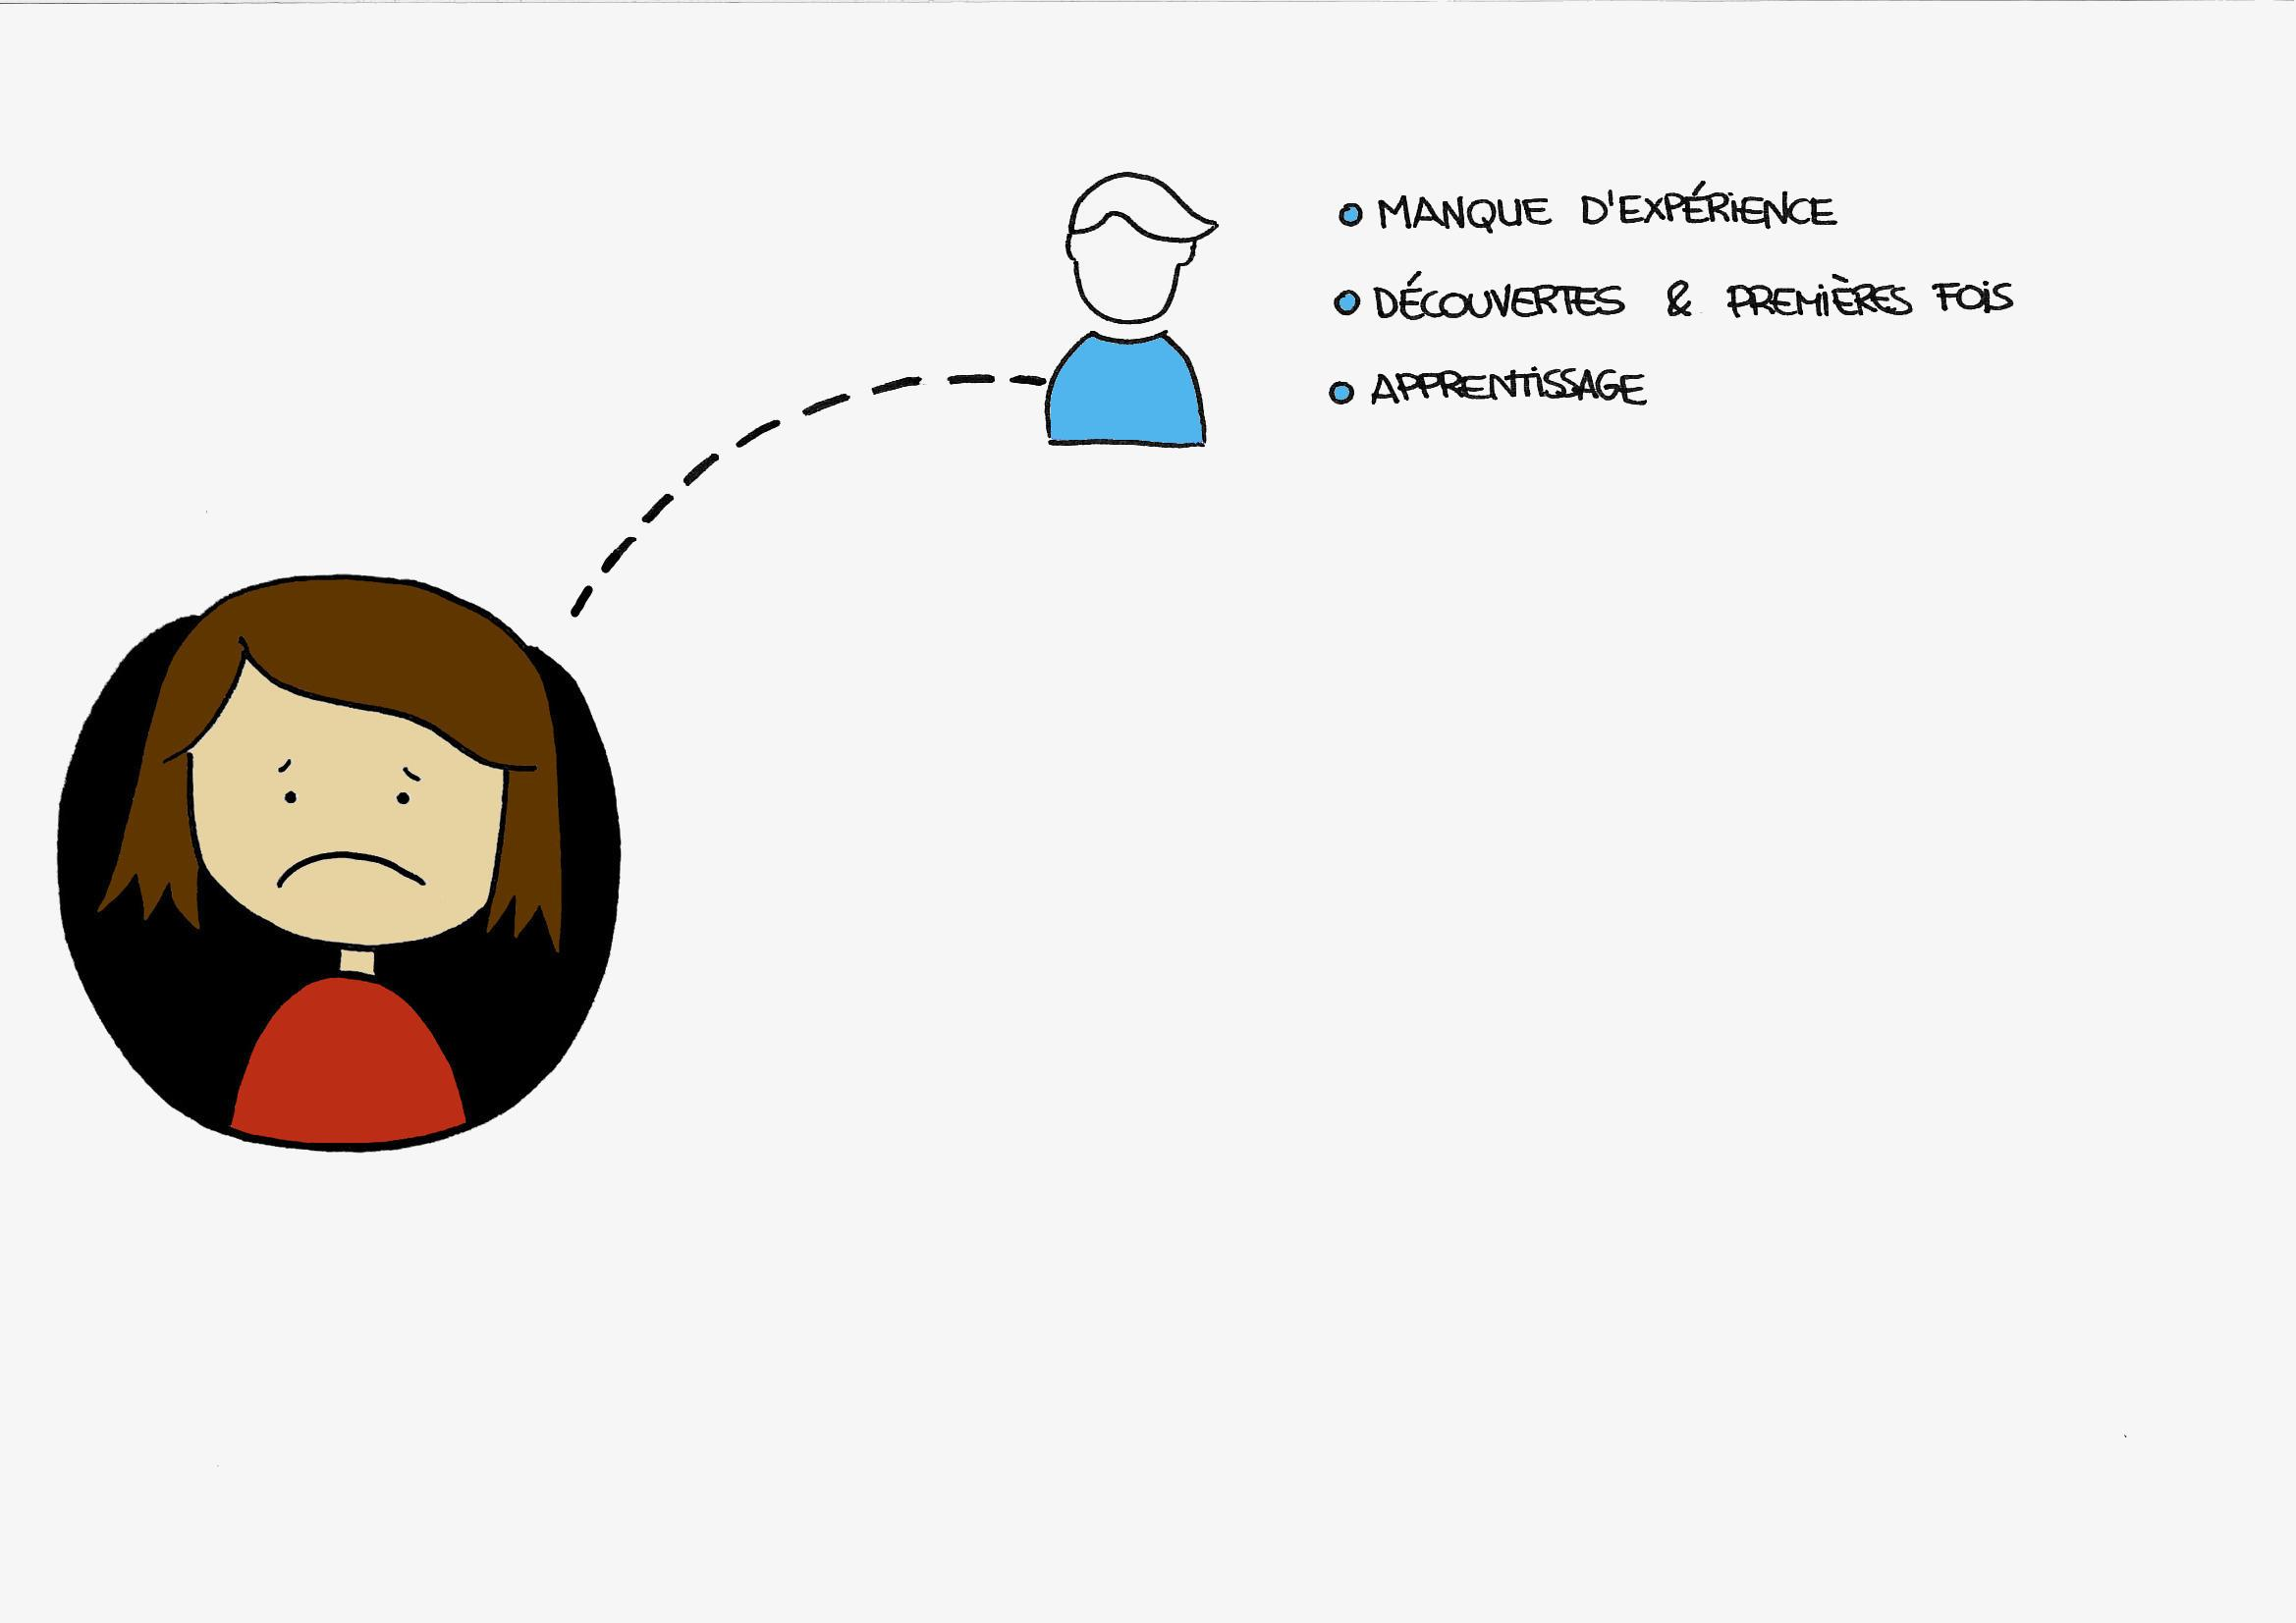 MANQUE D'EXPÉRIENCE
DÉCOUVERTES & PREMIÈRES FOIS
APPRENTISSAGE